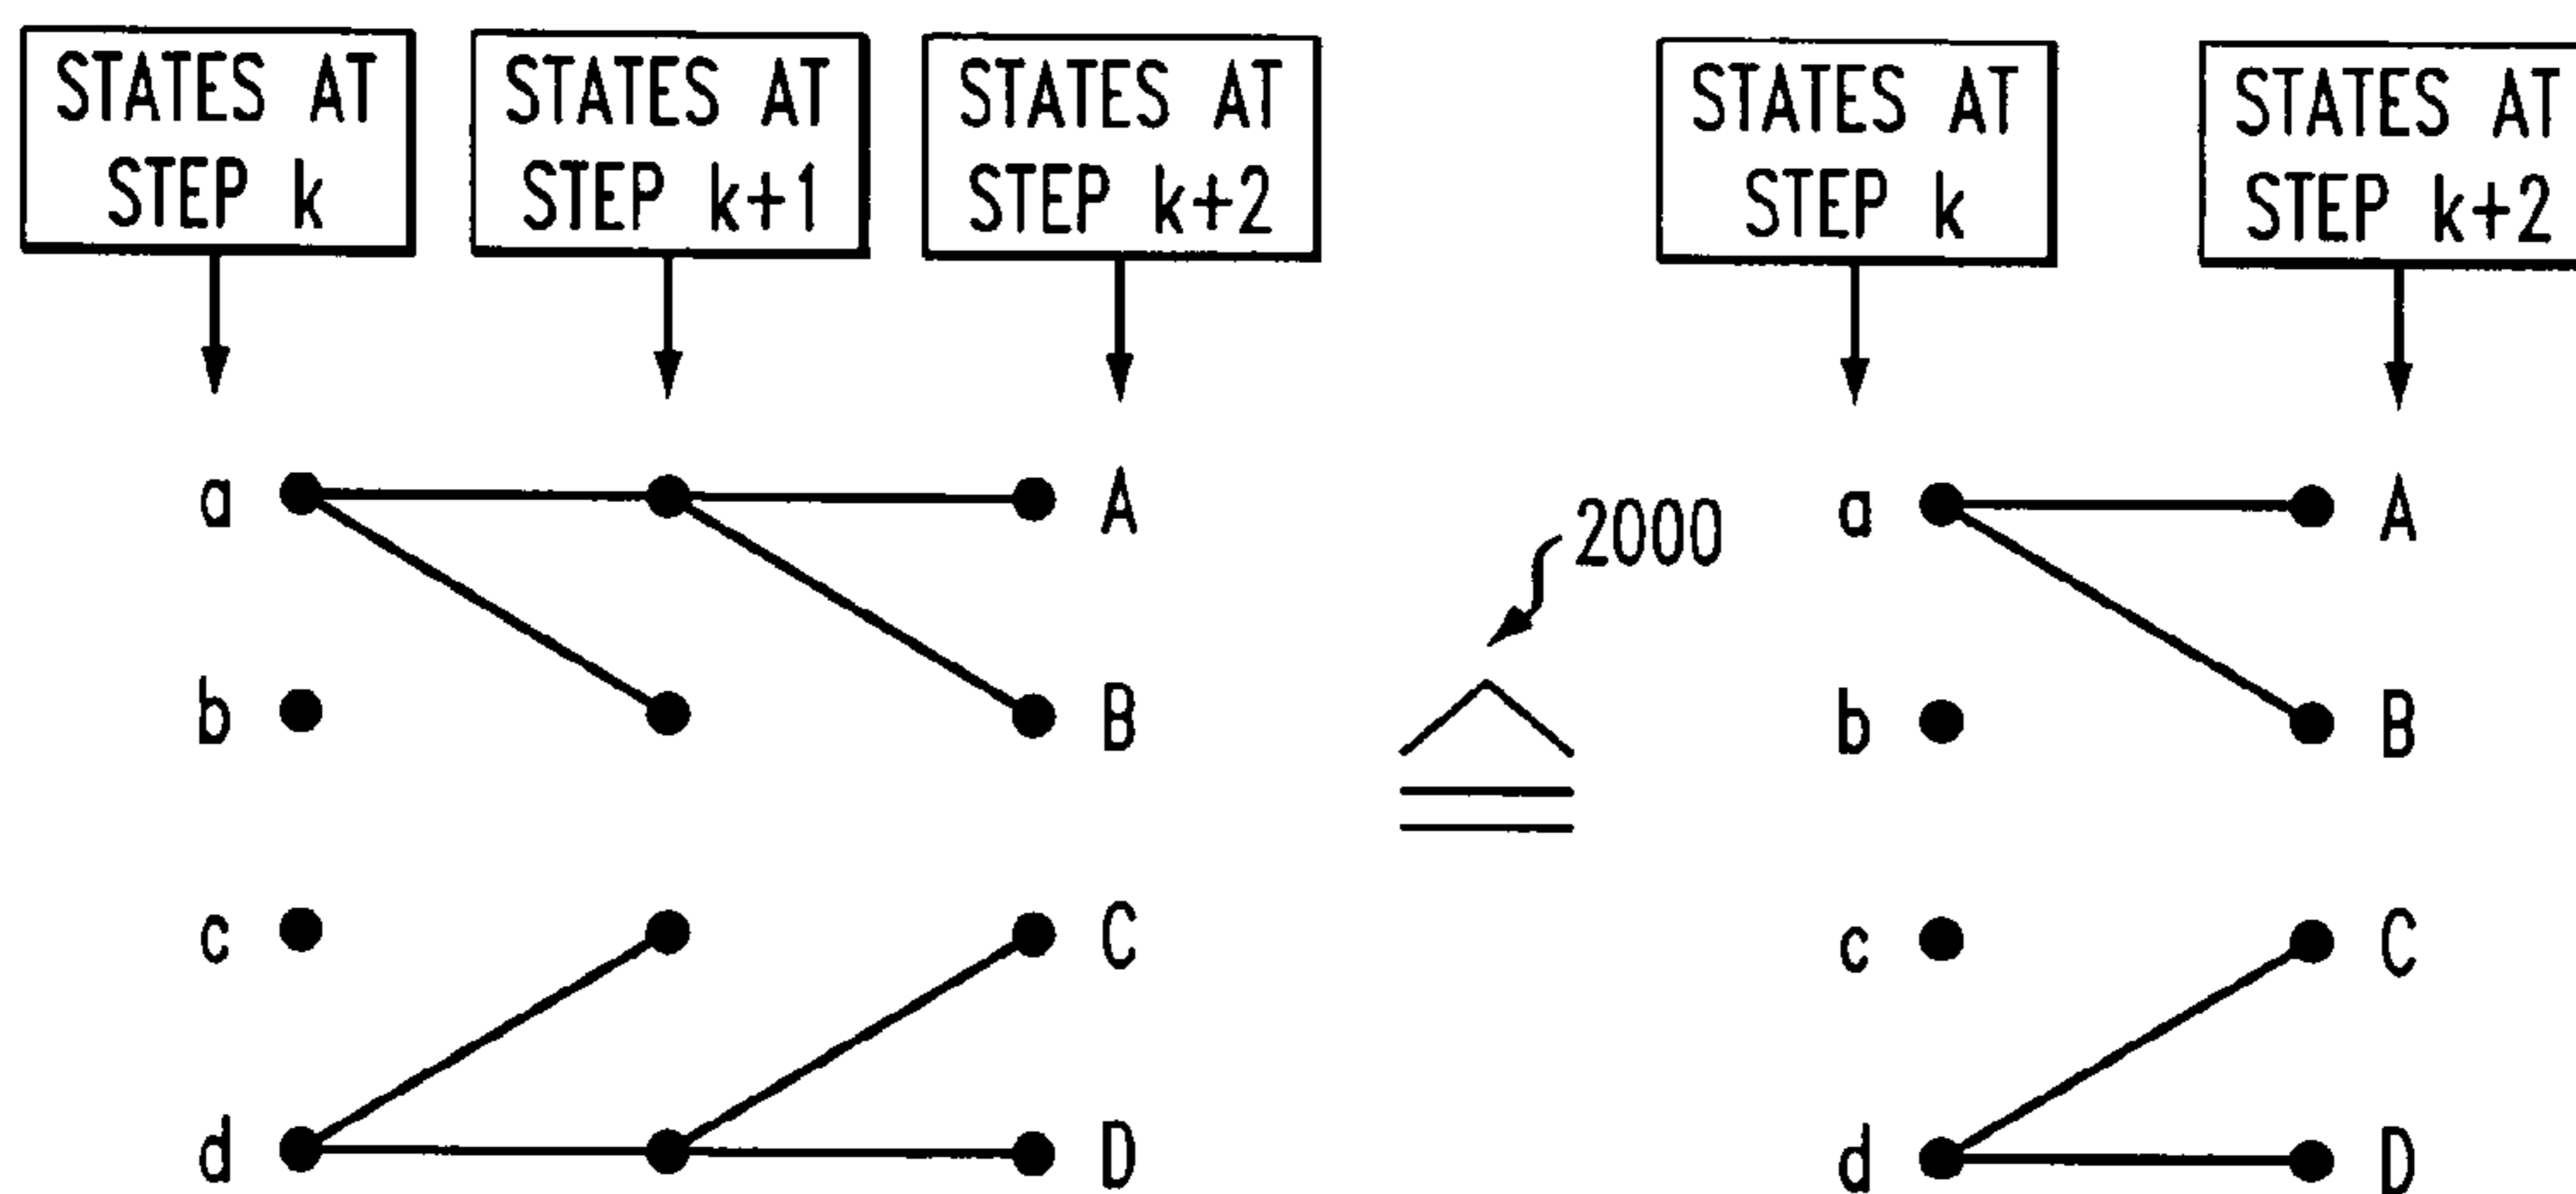 STATES AT
STEP k
STATES AT
STEP k+1
STATES AT
STEP k+2
STATES AT
STEP k
STATES AT
STEP k+2
a
A
2000
a
A
b
B
b
B
c
C
c
C
d
D
d
D